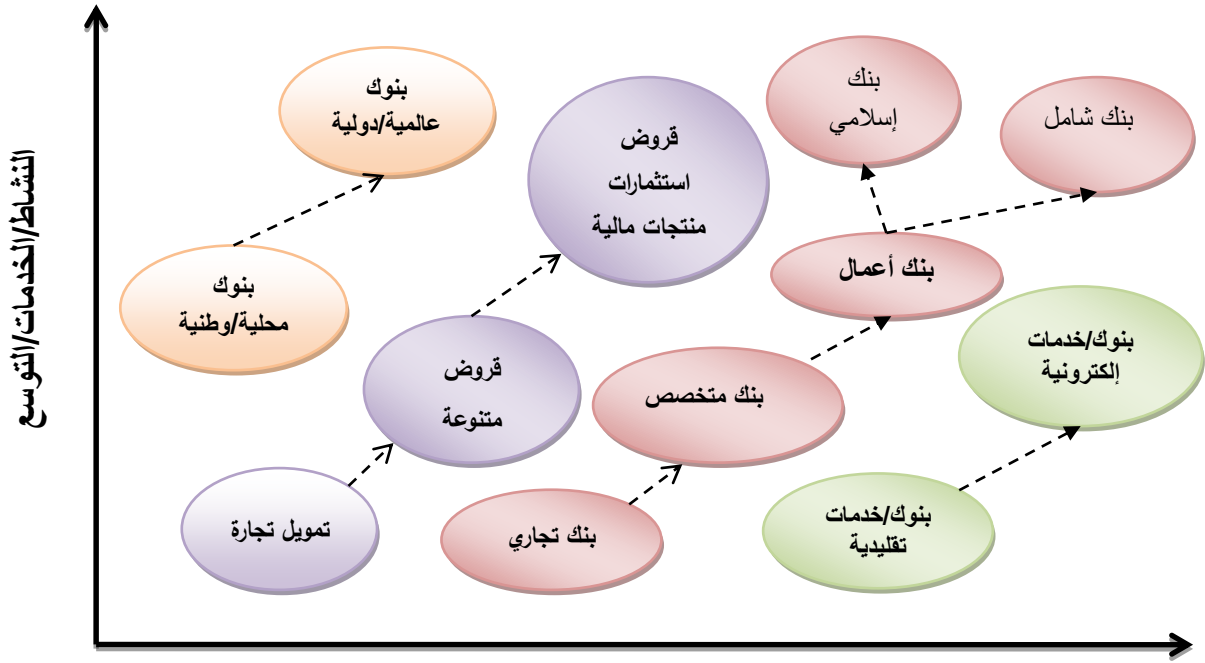 النشاط/الخدمات/التوسع
بنوك
عالمية/دولية
قروض
استثمارات
منتجات مالية
بنك
إسلامي
بنك شامل
بنوك
محلية/وطنية
بنك أعمال
قروض
متنوعة
بنك متخصص
بنوك/خدمات
إلكترونية
تمويل تجارة
بنك تجاري
بنوك/خدمات
تقليدية